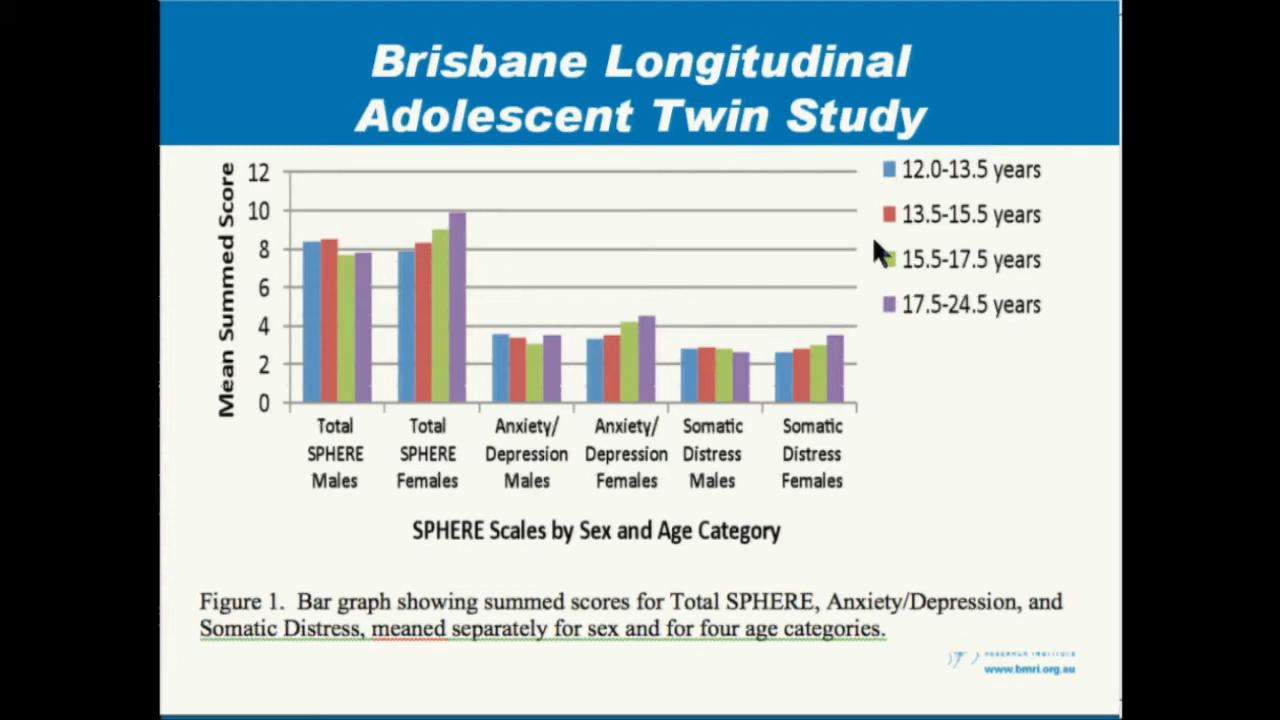 Brisbane Longitudinal
Adolescent Twin Study
Mean Summed Score
12
10
8
6
4
2
0
12.0-13.5 years
13.5-15.5 years
15.5-17.5 years
17.5-24.5 years
Total
SPHERE
Males
Total
SPHERE
Females
Anxiety/
Depression
Males
Anxiety/
Depression
Females
Somatic
Distress
Males
Somatic
Distress
Females
SPHERE Scales by Sex and Age Category
Figure 1. Bar graph showing summed scores for Total SPHERE, Anxiety/Depression, and
Somatic Distress, meaned separately for sex and for four age categories.
RESEARCH INSTITUTE
www.bmri.org.au